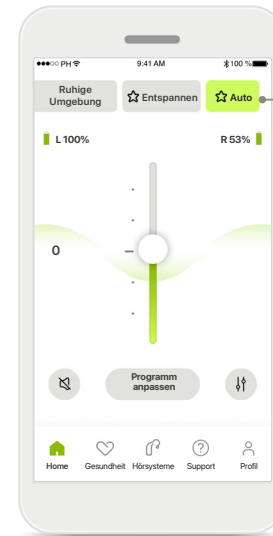 PH 9:41 AM 100 %
Ruhige
Umgebung
Entspannen
Auto
L 100% R 53%
0
Programm
anpassen
Home Gesundheit Hörsysteme Support Profil